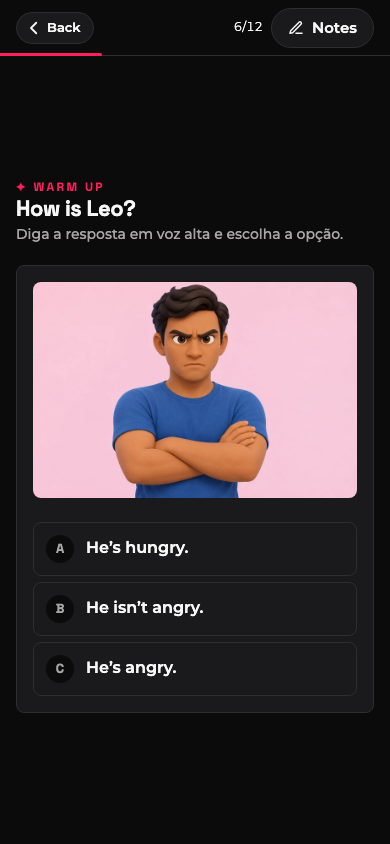 Back
6/12
Notes
WARM UP
How is Leo?
Diga a resposta em voz alta e escolha a opção.
A He's hungry.
B He isn't angry.
C He's angry.